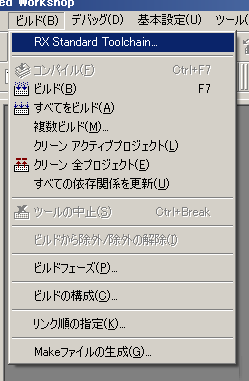 ed Workshop
ビルド(B) デバッグ(D) 基本設定(U) ツール(
RX Standard Toolchain...
コンパイル(F) Ctrl+F7
ビルド(B) F7
すべてをビルド(A)
複数ビルド(M)...
クリーン アクティブプロジェクト(L)
クリーン 全プロジェクト(E)
すべての依存関係を更新(U)
ツールの中止(S) Ctrl+Break
ビルドから除外/除外の解除(I)
ビルドフェーズ(P)...
ビルドの構成(C)...
リンク順の指定(K)...
Makeファイルの生成(G)...